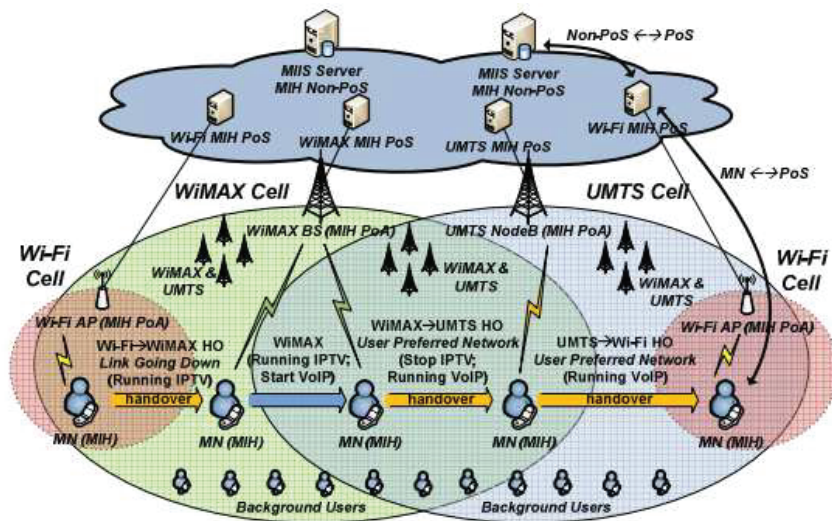 Non-PoS ←→ PoS
MIIS Server
MIH Non-PoS
MIIS Server
MIH Non-PoS
Wi-Fi MIH PoS
WiMAX MIH PoS
UMTS MIH PoS
Wi-Fi MIH PoS
MN ←→PoS
WiMAX Cell
UMTS Cell
WiMAX BS (MIH PoA)
UMTS NodeB (MIH PoA)
Wi-Fi
Cell
WiMAX &
UMTS
WiMAX &
UMTS
WiMAX &
UMTS
Wi-Fi
Cell
Wi-Fi AP (MIH PoA)
Wi-Fi AP (MIH PoA)
Wi-Fi→WiMAX HO
Link Going Down
(Running IPTV)
handover
WiMAX
(Running IPTV;
Start VoIP)
WiMAX→UMTS HO
User Preferred Network
(Stop IPTV;
Running VoIP)
handover
UMTS→Wi-Fi HO
User Preferred Network
(Running VoIP)
handover
MN (MIH)
MN (MIH)
MN (MIH)
MN (MIH)
MN (MIH)
Background Users
Background Users